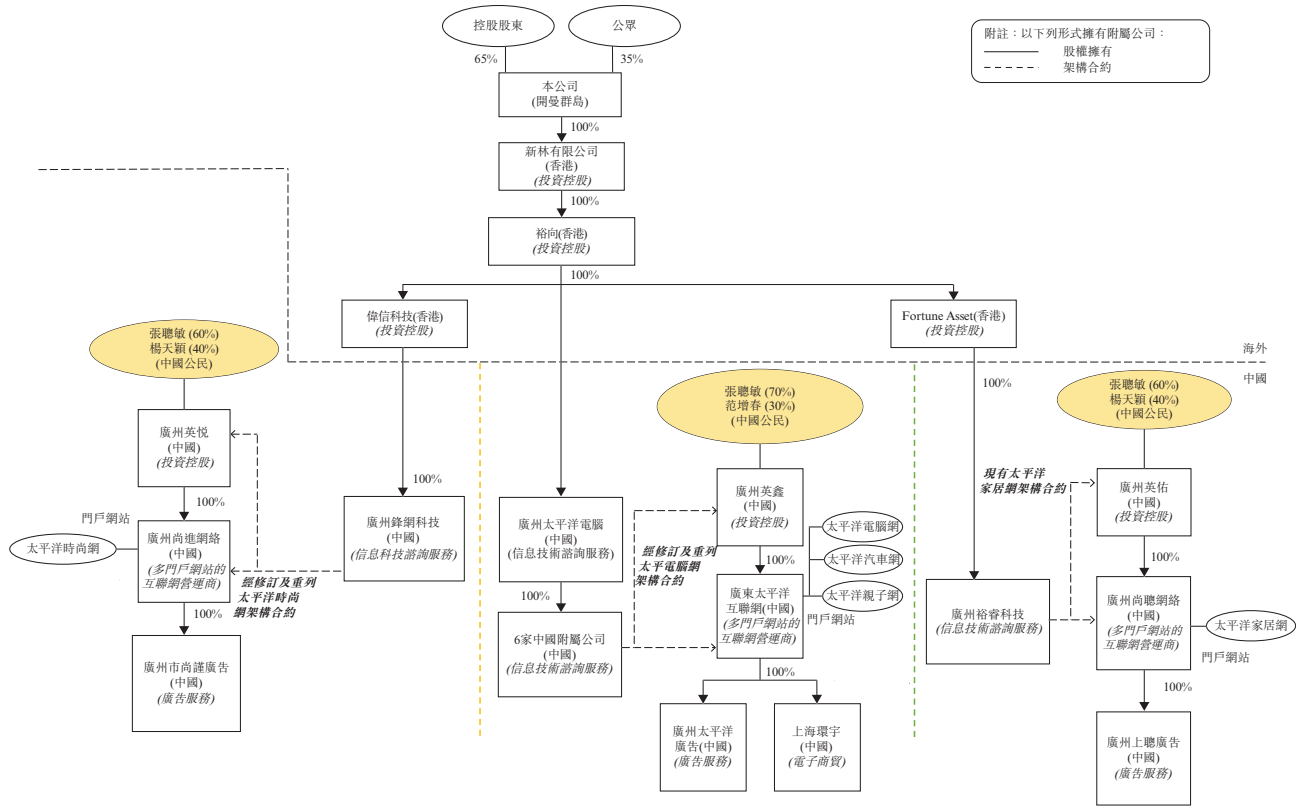 控股股東
公眾
65%
35%
附註：以下列形式擁有附屬公司：
股權擁有
架構合約
本公司
(開曼群島)
100%
新林有限公司
(香港)
(投資控股)
100%
裕向(香港)
(投資控股)
100%
偉信科技(香港)
(投資控股)
Fortune Asset(香港)
(投資控股)
海外
中國
張聰敏 (60%)
楊天穎 (40%)
(中國公民)
廣州英悅
(中國)
(投資控股)
100%
門戶網站
太平洋時尚網
廣州尚進網絡
(中國)
(多門戶網站的
互聯網營運商)
100%
廣州市尚謹廣告
(中國)
(廣告服務)
經修訂及重列
太平洋時尚
網架構合約
100%
廣州鋒網科技
(中國)
(信息科技諮詢服務)
100%
廣州太平洋電腦
(中國)
(信息技術諮詢服務)
100%
6家中國附屬公司
(中國)
(信息技術諮詢服務)
經修訂及重列
太平電腦網
架構合約
張聰敏 (70%)
范增春 (30%)
(中國公民)
廣州英鑫
(中國)
(投資控股)
100%
廣東太平洋
互聯網(中國)
(多門戶網站的
互聯網營運商)
太平洋電腦網
太平洋汽車網
太平洋親子網
門戶網站
100%
廣州太平洋
廣告(中國)
(廣告服務)
上海環宇
(中國)
(電子商貿)
100%
廣州裕睿科技
(信息技術諮詢服務)
現有太平洋
家居網架構合約
張聰敏 (60%)
楊天穎 (40%)
(中國公民)
廣州英佑
(中國)
(投資控股)
100%
廣州尚聰網絡
(中國)
(多門戶網站的
互聯網營運商)
太平洋家居網
門戶網站
100%
廣州上聰廣告
(中國)
(廣告服務)